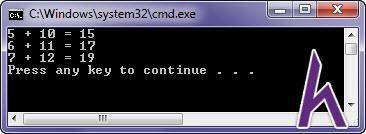 C:\Windows\system32\cmd.exe
5 + 10 = 15
6 + 11 = 17
7 + 12 = 19
Press any key to continue . . .